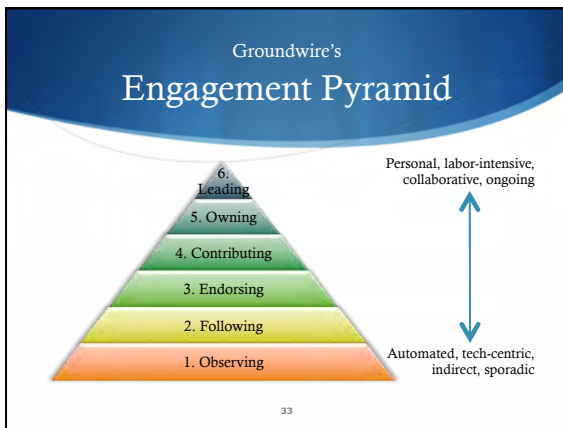 Groundwire's
Engagement Pyramid
6.
Leading
5. Owning
4. Contributing
3. Endorsing
2. Following
1. Observing
Personal, labor-intensive,
collaborative, ongoing
Automated, tech-centric,
indirect, sporadic
33